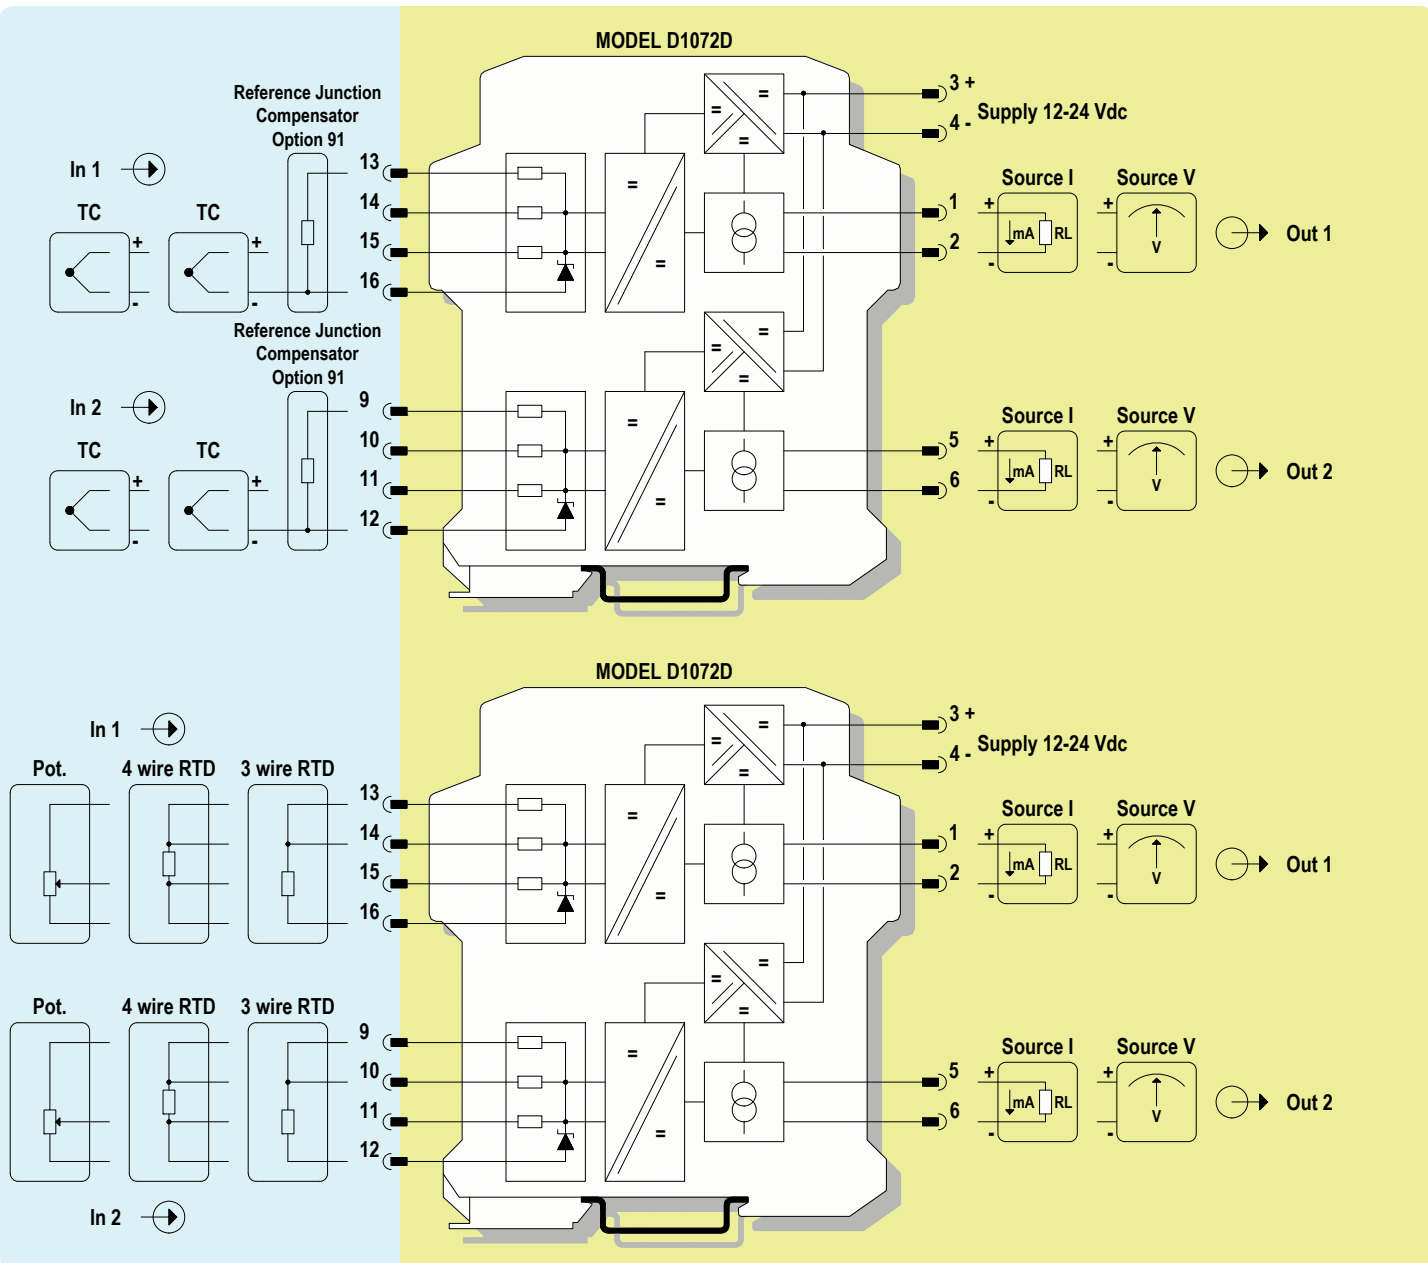 MODEL D1072D
Reference Junction
Compensator
Option 91
In 1
TC
TC
+
-
+
-
13
14
15
16
=
=
=
=
=
3 +
4 -
Supply 12-24 Vdc
1
2
Source I
+
-
mA
RL
Source V
+
-
V
Out 1
Reference Junction
Compensator
Option 91
In 2
TC
TC
+
-
+
-
9
10
11
12
=
=
=
=
=
5
6
Source I
+
-
mA
RL
Source V
+
-
V
Out 2
MODEL D1072D
In 1
Pot.
4 wire RTD
3 wire RTD
13
14
15
16
=
=
=
=
=
3 +
4 -
Supply 12-24 Vdc
1
2
Source I
+
-
mA
RL
Source V
+
-
V
Out 1
Pot.
4 wire RTD
3 wire RTD
9
10
11
12
=
=
=
=
=
5
6
Source I
+
-
mA
RL
Source V
+
-
V
Out 2
In 2